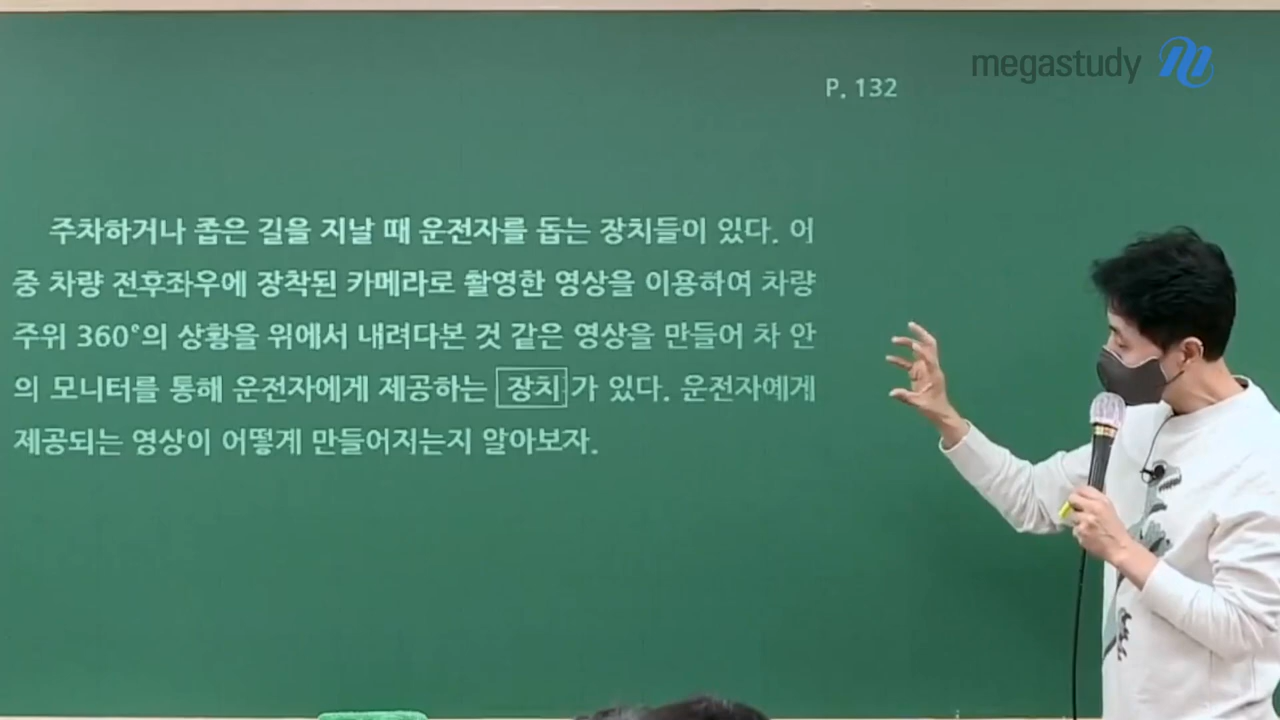 megastudy
P. 132
주차하거나 좁은 길을 지날 때 운전자를 돕는 장치들이 있다. 이
중 차량 전후좌우에 장착된 카메라로 촬영한 영상을 이용하여 차량
주위 360°의 상황을 위에서 내려다본 것 같은 영상을 만들어 차 안
의 모니터를 통해 운전자에게 제공하는 장치가 있다. 운전자에게
제공되는 영상이 어떻게 만들어지는지 알아보자.